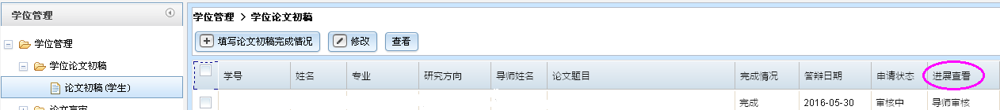 学位管理
学位管理
学位论文初稿
论文初稿(学生)
论文盲审
学位管理 > 学位论文初稿
填写论文初稿完成情况 修改 查看
学号 姓名 专业 研究方向 导师姓名 论文题目 完成情况 答辩日期 申请状态 进展查看
完成 2016-05-30 审核中 导师审核